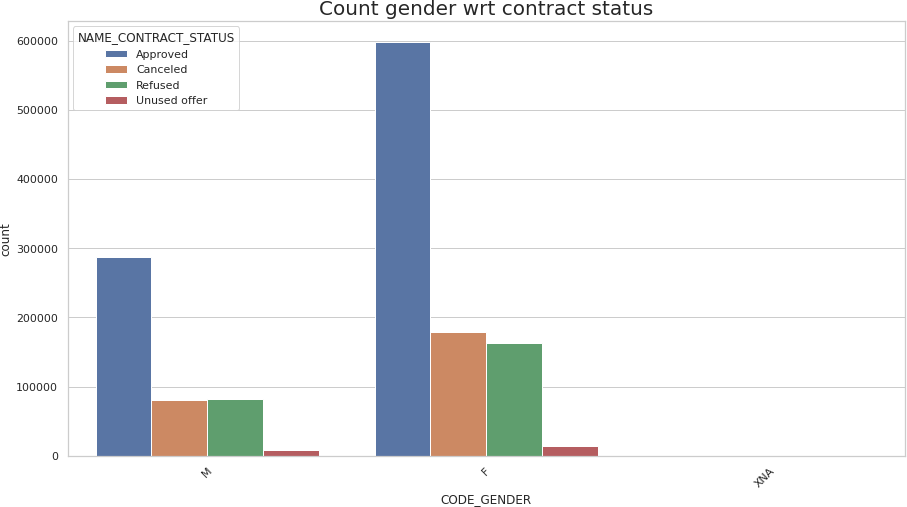 Count gender wrt contract status
NAME_CONTRACT_STATUS
Approved
Canceled
Refused
Unused offer
600000
500000
400000
300000
200000
100000
0
count
M
F
XNA
CODE_GENDER